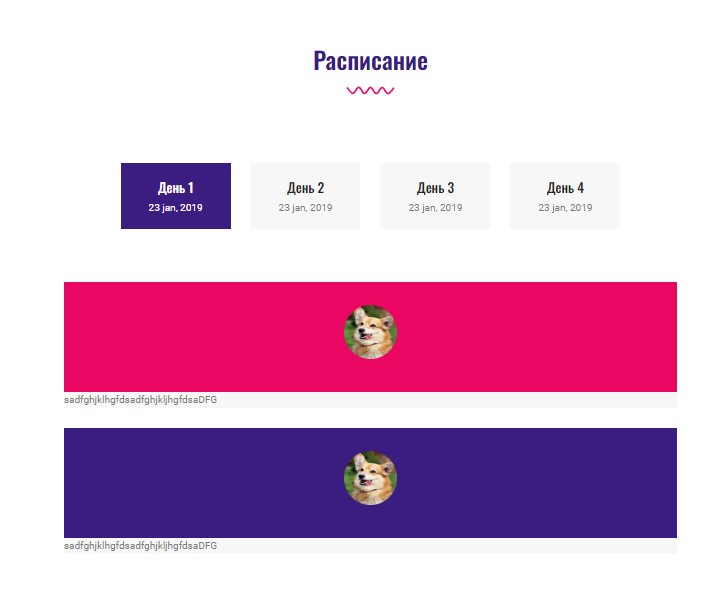 Расписание
День 1
23 jan, 2019
День 2
23 jan, 2019
День 3
23 jan, 2019
День 4
23 jan, 2019
sadfghjklhgfdsadfghjkljhgfdsaDFG
sadfghjklhgfdsadfghjkljhgfdsaDFG